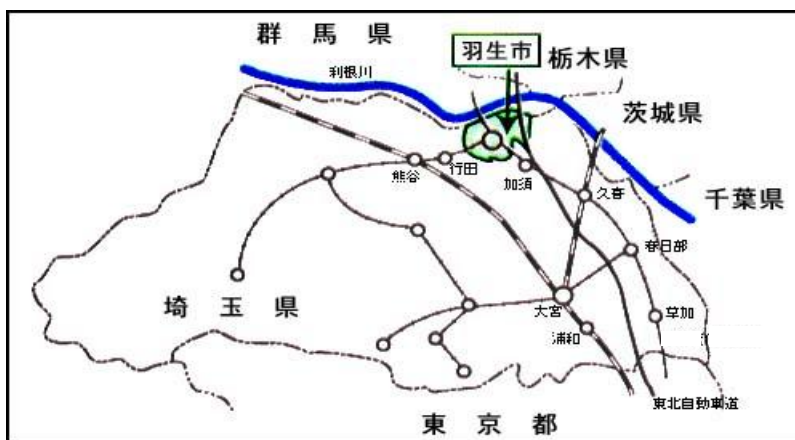 群馬県
羽生市
栃木県
利根川
茨城県
熊谷
行田
加須
久喜
千葉県
春日部
埼玉県
大宮
草加
浦和
東北自動車道
東京都